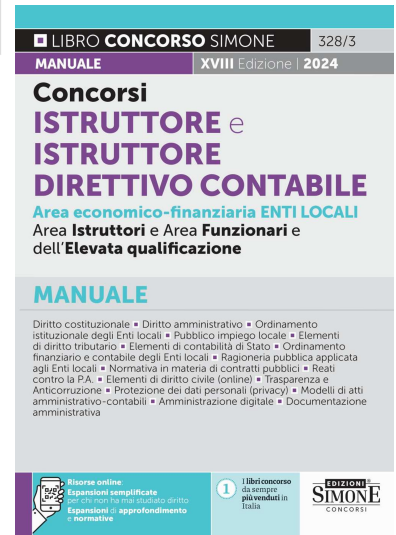 LIBRO CONCORSO SIMONE 328/3
MANUALE XVIII Edizione | 2024
Concorsi
ISTRUTTORE e
ISTRUTTORE
DIRETTIVO CONTABILE
Area economico-finanziaria ENTI LOCALI
Area Istruttori e Area Funzionari e
dell'Elevata qualificazione
MANUALE
Diritto costituzionale ▪ Diritto amministrativo ▪ Ordinamento
istituzionale degli Enti locali ▪ Pubblico impiego locale ▪ Elementi
di diritto tributario ▪ Elementi di contabilità di Stato ▪ Ordinamento
finanziario e contabile degli Enti locali ▪ Ragioneria pubblica applicata
agli Enti locali ▪ Normativa in materia di contratti pubblici ▪ Reati
contro la P.A. ▪ Elementi di diritto civile (online) ▪ Trasparenza e
Anticorruzione ▪ Protezione dei dati personali (privacy) ▪ Modelli di atti
amministrativo-contabili ▪ Amministrazione digitale ▪ Documentazione
amministrativa
Risorse online:
Espansioni semplificate
per chi non ha mai studiato diritto
Espansioni di approfondimento
e normative
1
I libri concorso
da sempre
più venduti in
Italia
EDIZIONI
SIMONE
CONCORSI